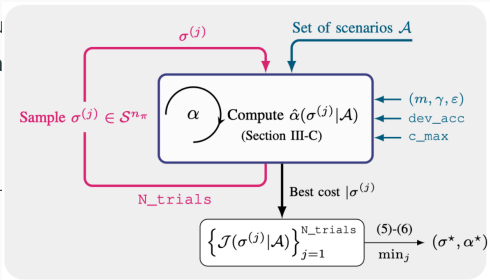 σ^(j)
Set of scenarios 𝒜
Sample σ^(j) ∈ 𝒮^{n_π}
α
Compute α̂(σ^(j)|𝒜)
(Section III-C)
(m, γ, ε)
dev_acc
c_max
N_trials
Best cost |σ^(j)
{𝒥(σ^(j)|𝒜)}_{j=1}^{N_trials}
(5)-(6)
min_j
(σ*, α*)